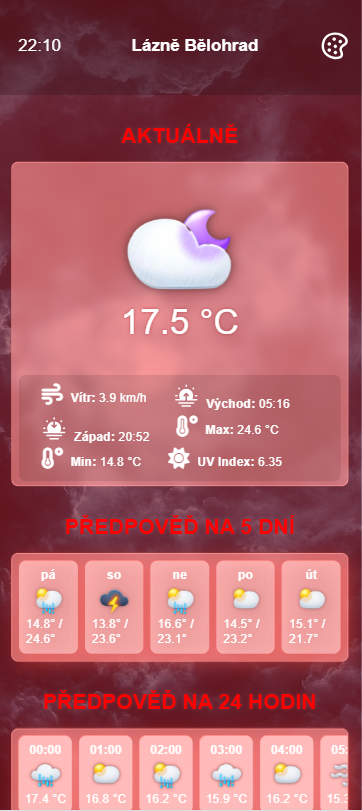 22:10 Lázně Bělohrad
AKTUÁLNĚ
17.5 °C
Vítr: 3.9 km/h
Východ: 05:16
Západ: 20:52
Max: 24.6 °C
Min: 14.8 °C
UV Index: 6.35
PŘEDPOVĚĎ NA 5 DNÍ
pá so ne po út
14.8° / 13.8° / 16.6° / 14.5° / 15.1° /
24.6° 23.6° 23.1° 23.2° 21.7°
PŘEDPOVĚĎ NA 24 HODIN
00:00 01:00 02:00 03:00 04:00 05:
17.4 °C 16.8 °C 16.2 °C 15.9 °C 16.2 °C 15.